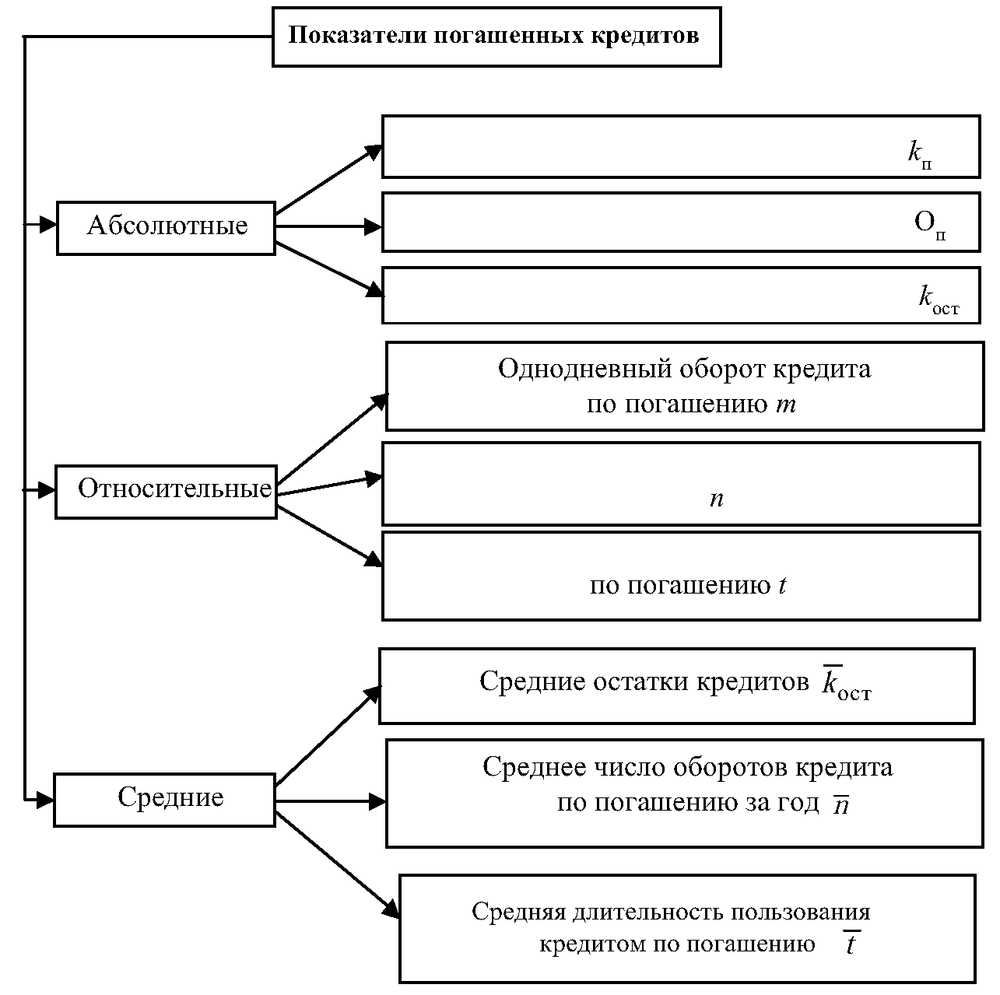 Показатели погашенных кредитов
kп
Абсолютные
Оп
kост
Однодневный оборот кредита
по погашению m
Относительные
n
по погашению t
Средние остатки кредитов k̅ост
Среднее число оборотов кредита
по погашению за год n̅
Средние
Средняя длительность пользования
кредитом по погашению t̅